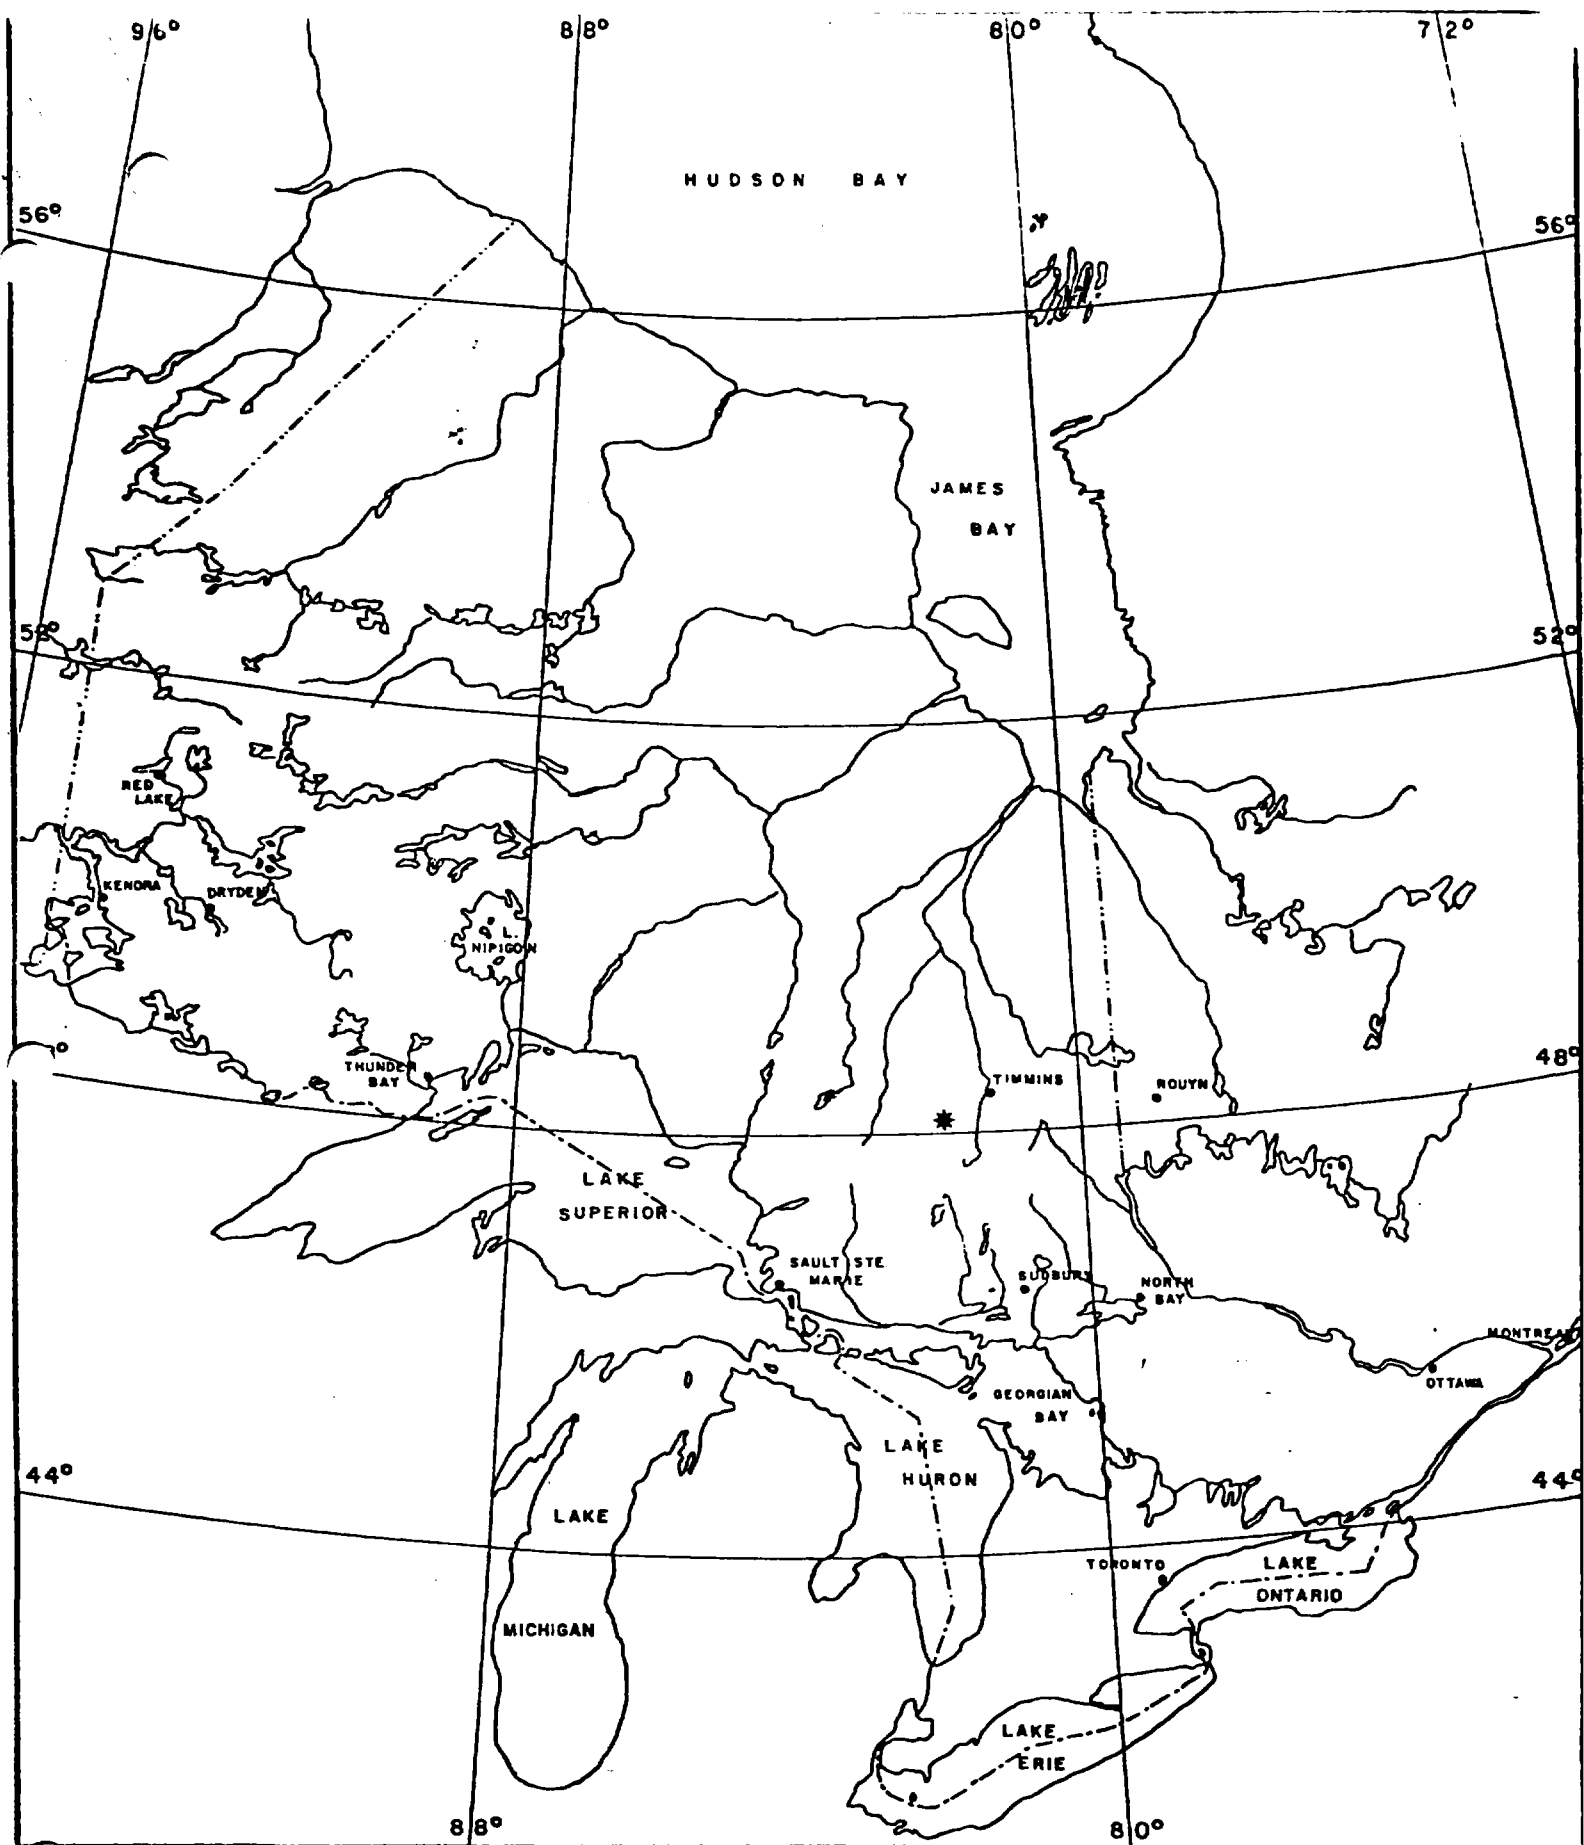 96° 88° 80° 72°
HUDSON BAY
56° 56°
JAMES
BAY
52° 52°
RED
LAKE
KENORA DRYDEN
L.
NIPIGON
° 48°
THUNDER
BAY
TIMMINS
ROUYN
LAKE
SUPERIOR
SAULT STE
MARIE
SUDBURY
NORTH
BAY
MONTREAL
OTTAWA
GEORGIAN
BAY
LAKE
HURON
44° 44°
LAKE
MICHIGAN
TORONTO
LAKE
ONTARIO
LAKE
ERIE
88° 80°